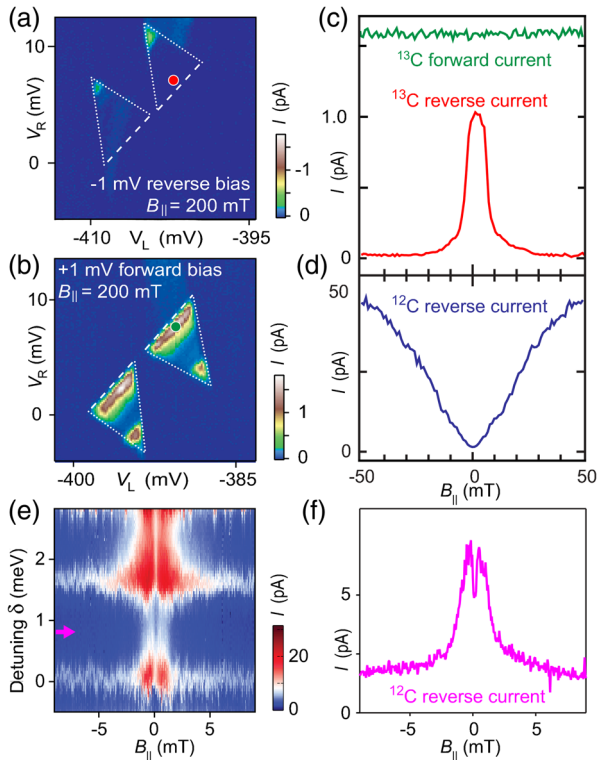 (a)
10
V_R (mV)
0
-1 mV reverse bias
B_|| = 200 mT
-410
V_L (mV)
-395
I (pA)
-1
0
(c)
¹³C forward current
¹³C reverse current
1.0
I (pA)
0
(b)
+1 mV forward bias
B_|| = 200 mT
10
V_R (mV)
0
-400
V_L (mV)
-385
I (pA)
1
0
(d)
50
¹²C reverse current
I (pA)
0
-50
0
50
B_|| (mT)
(e)
2
Detuning δ (meV)
1
0
-5
0
5
B_|| (mT)
I (pA)
20
0
(f)
5
I (pA)
0
¹²C reverse current
-5
0
5
B_|| (mT)